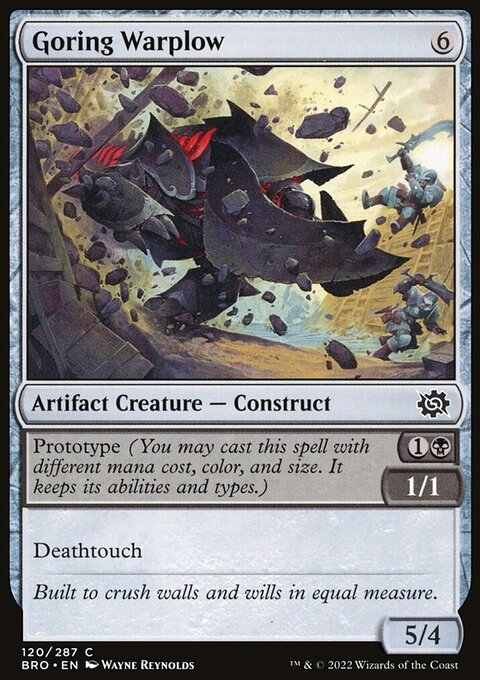 Goring Warplow 6
Artifact Creature — Construct
Prototype (You may cast this spell with
different mana cost, color, and size. It
keeps its abilities and types.)
1
1/1
Deathtouch
Built to crush walls and wills in equal measure.
5/4
120/287 C
BRO • EN Wayne Reynolds
™ & © 2022 Wizards of the Coast